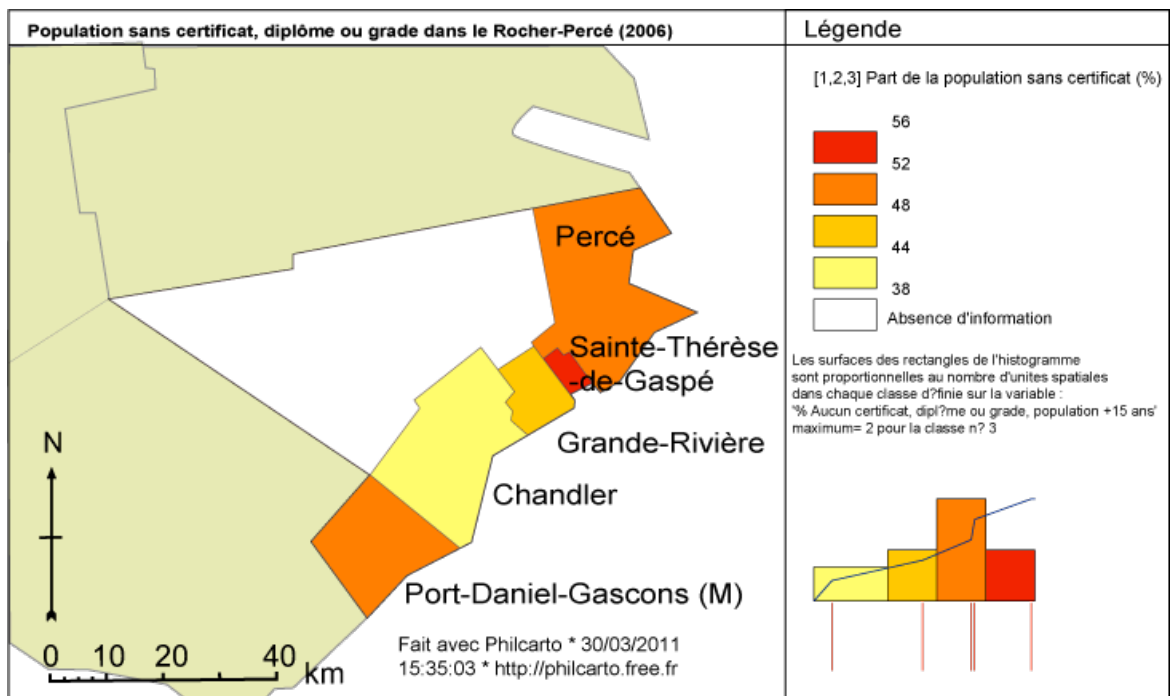 Population sans certificat, diplôme ou grade dans le Rocher-Percé (2006)
Percé
Sainte-Thérèse
-de-Gaspé
Grande-Rivière
Chandler
Port-Daniel-Gascons (M)
N
0 10 20 40
km
Fait avec Philcarto * 30/03/2011
15:35:03 * http://philcarto.free.fr
Légende
[1,2,3] Part de la population sans certificat (%)
56
52
48
44
38
Absence d'information
Les surfaces des rectangles de l'histogramme
sont proportionnelles au nombre d'unites spatiales
dans chaque classe d?finie sur la variable :
'% Aucun certificat, dipl?me ou grade, population +15 ans'
maximum= 2 pour la classe n? 3